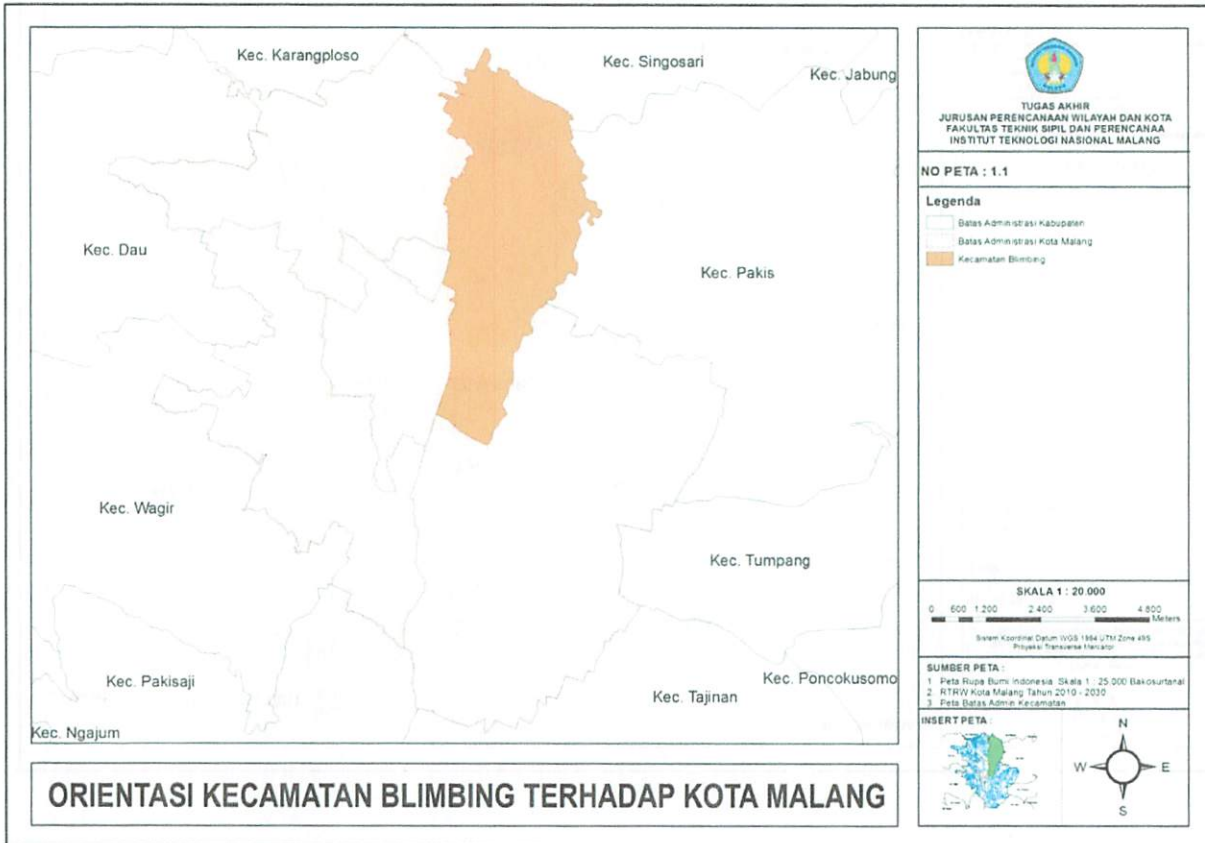 Kec. Karangploso
Kec. Singosari
Kec. Jabung
Kec. Dau
Kec. Pakis
Kec. Wagir
Kec. Tumpang
Kec. Pakisaji
Kec. Poncokusomo
Kec. Tajinan
Kec. Ngajum
ORIENTASI KECAMATAN BLIMBING TERHADAP KOTA MALANG
TUGAS AKHIR
JURUSAN PERENCANAAN WILAYAH DAN KOTA
FAKULTAS TEKNIK SIPIL DAN PERENCANAA
INSTITUT TEKNOLOGI NASIONAL MALANG
NO PETA : 1.1
Legenda
Batas Administrasi Kabupaten
Batas Administrasi Kota Malang
Kecamatan Blimbing
SKALA 1 : 20.000
0 600 1.200 2.400 3.600 4.800
Meters
Sistem Koordinat Datum WGS 1984 UTM Zone 49S
Proyeksi Transverse Mercator
SUMBER PETA :
1 Peta Rupa Bumi Indonesia Skala 1 : 25.000 Bakosurtanal
2. RTRW Kota Malang Tahun 2010 - 2030
3 Peta Batas Admin Kecamatan
INSERT PETA :
N
W E
S